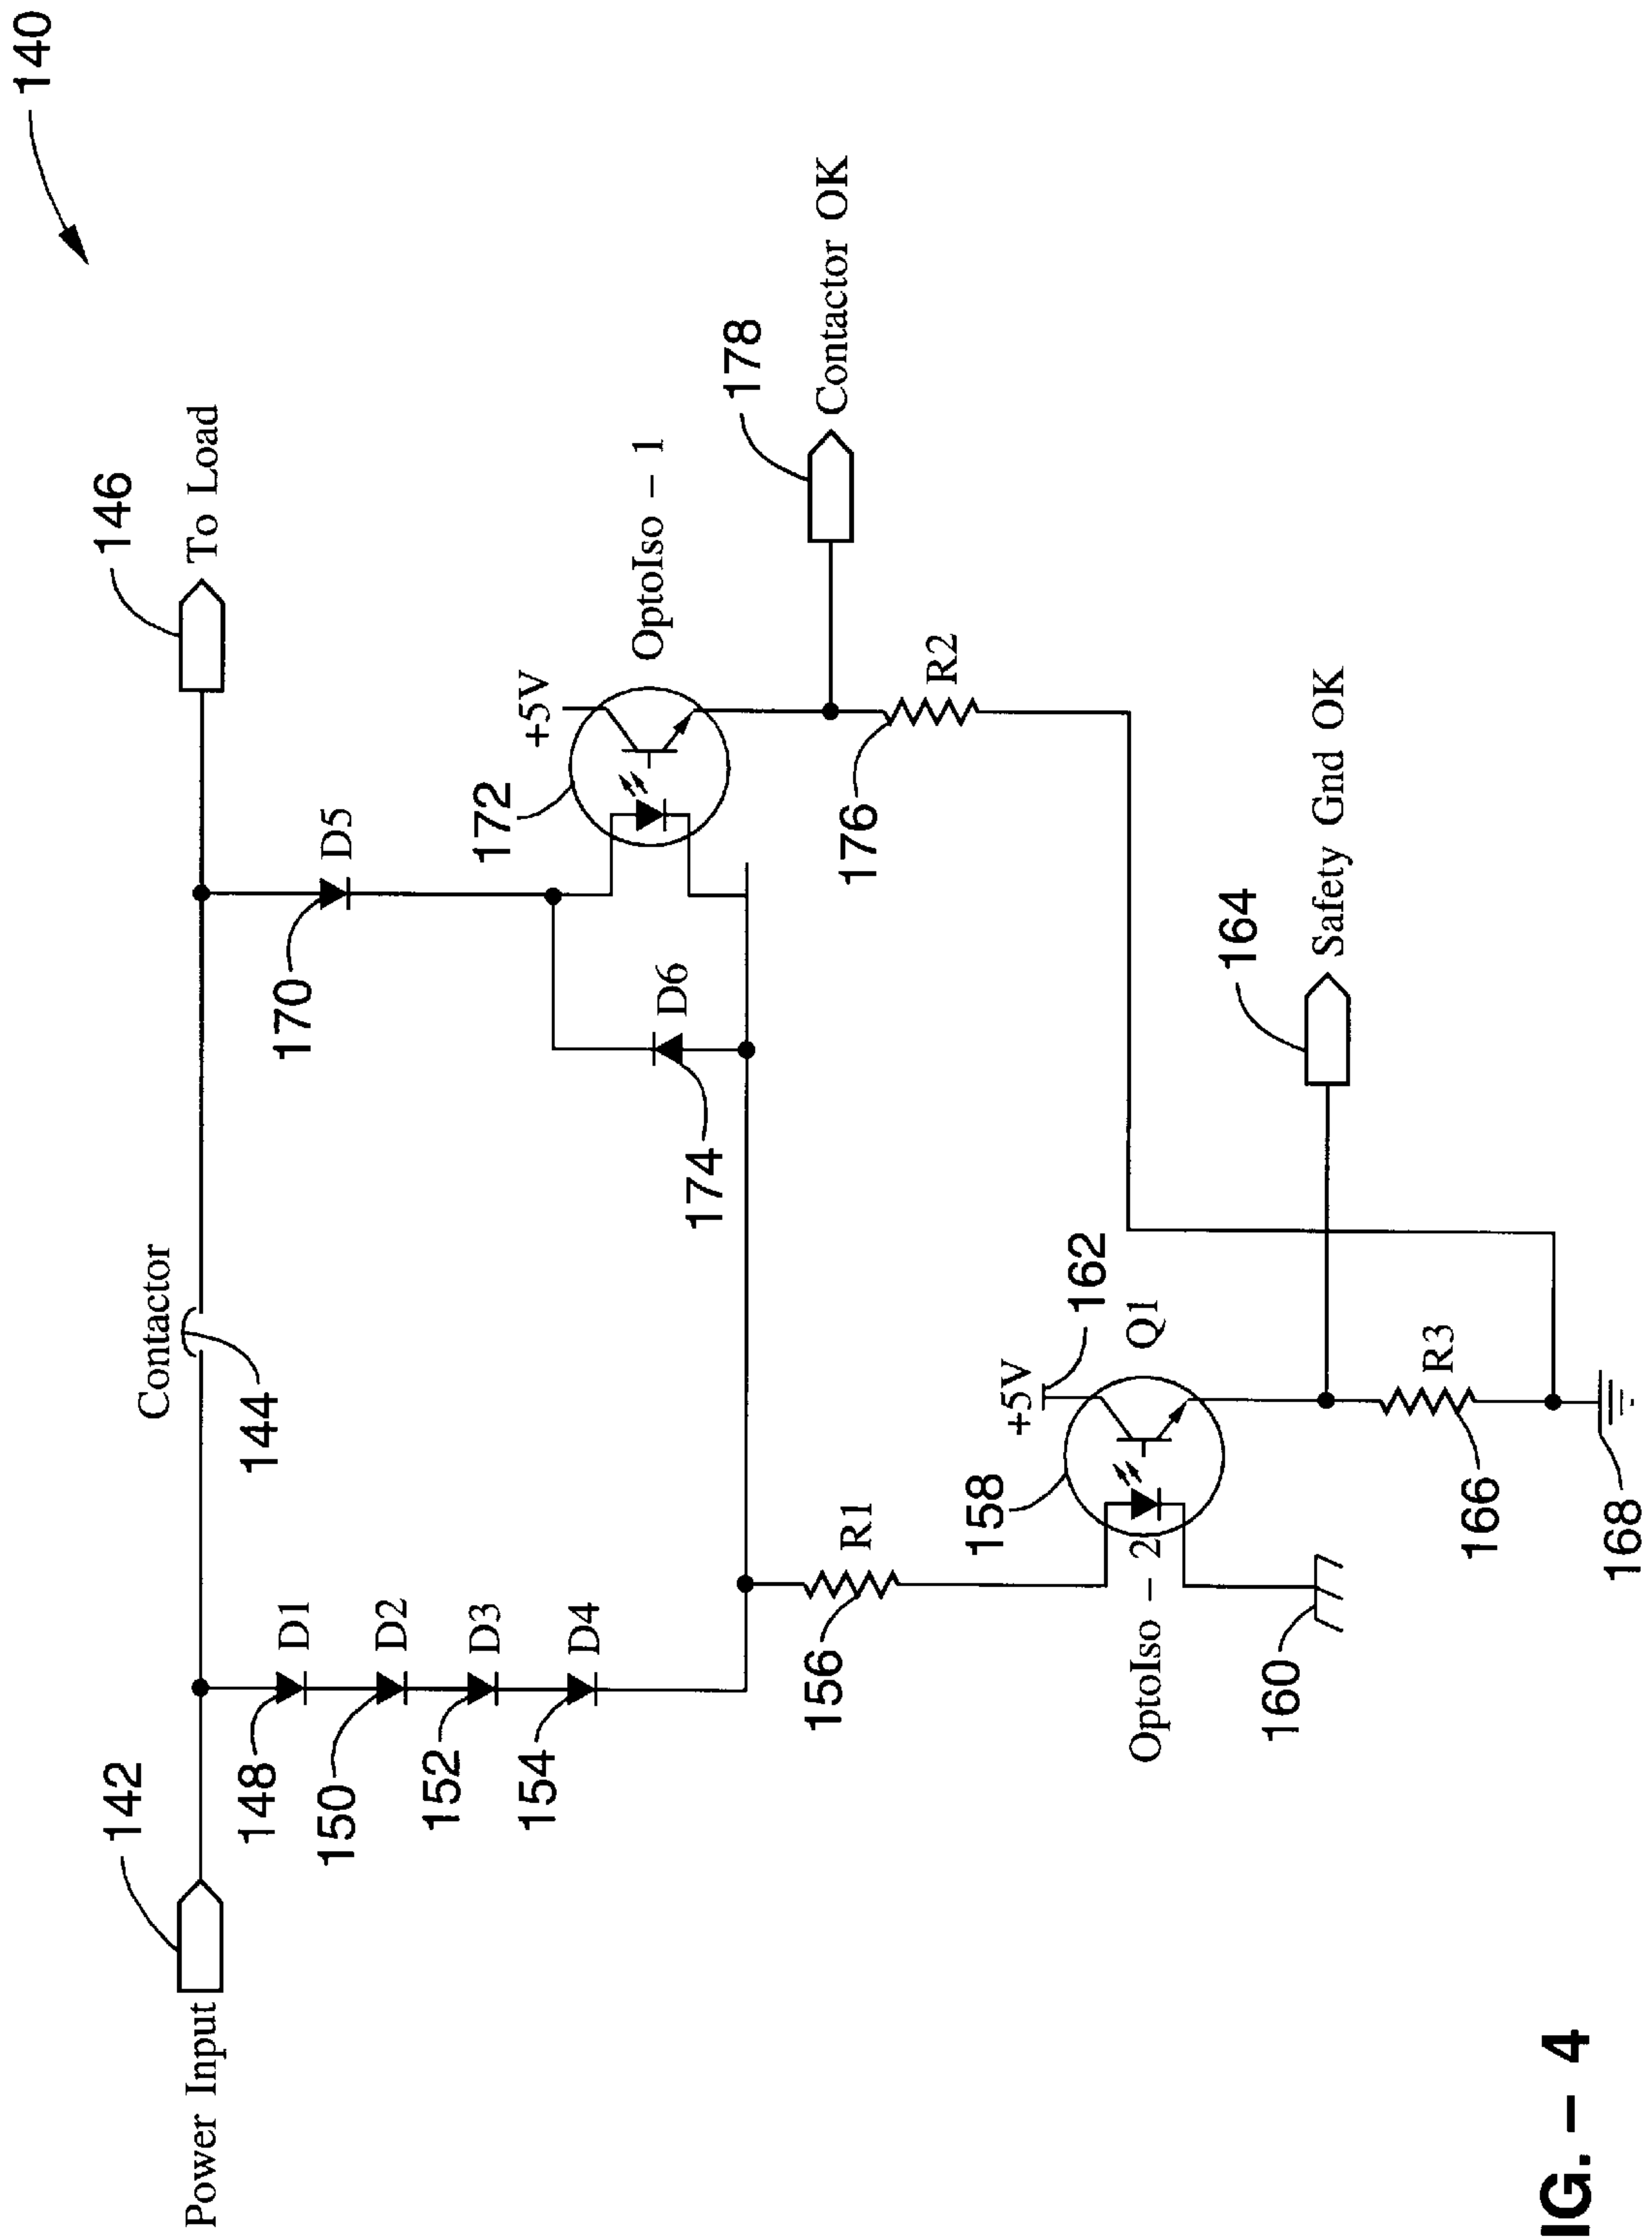 140
146
To Load
Contactor
144
142
Power Input
D5
170
148
D1
150
D2
152
D3
154
D4
172
+5V
OptoIso - 1
178
Contactor OK
174
D6
176
R2
156
R1
158
+5V
162
Q1
OptoIso - 2
160
164
Safety Gnd OK
166
R3
168
IG. - 4